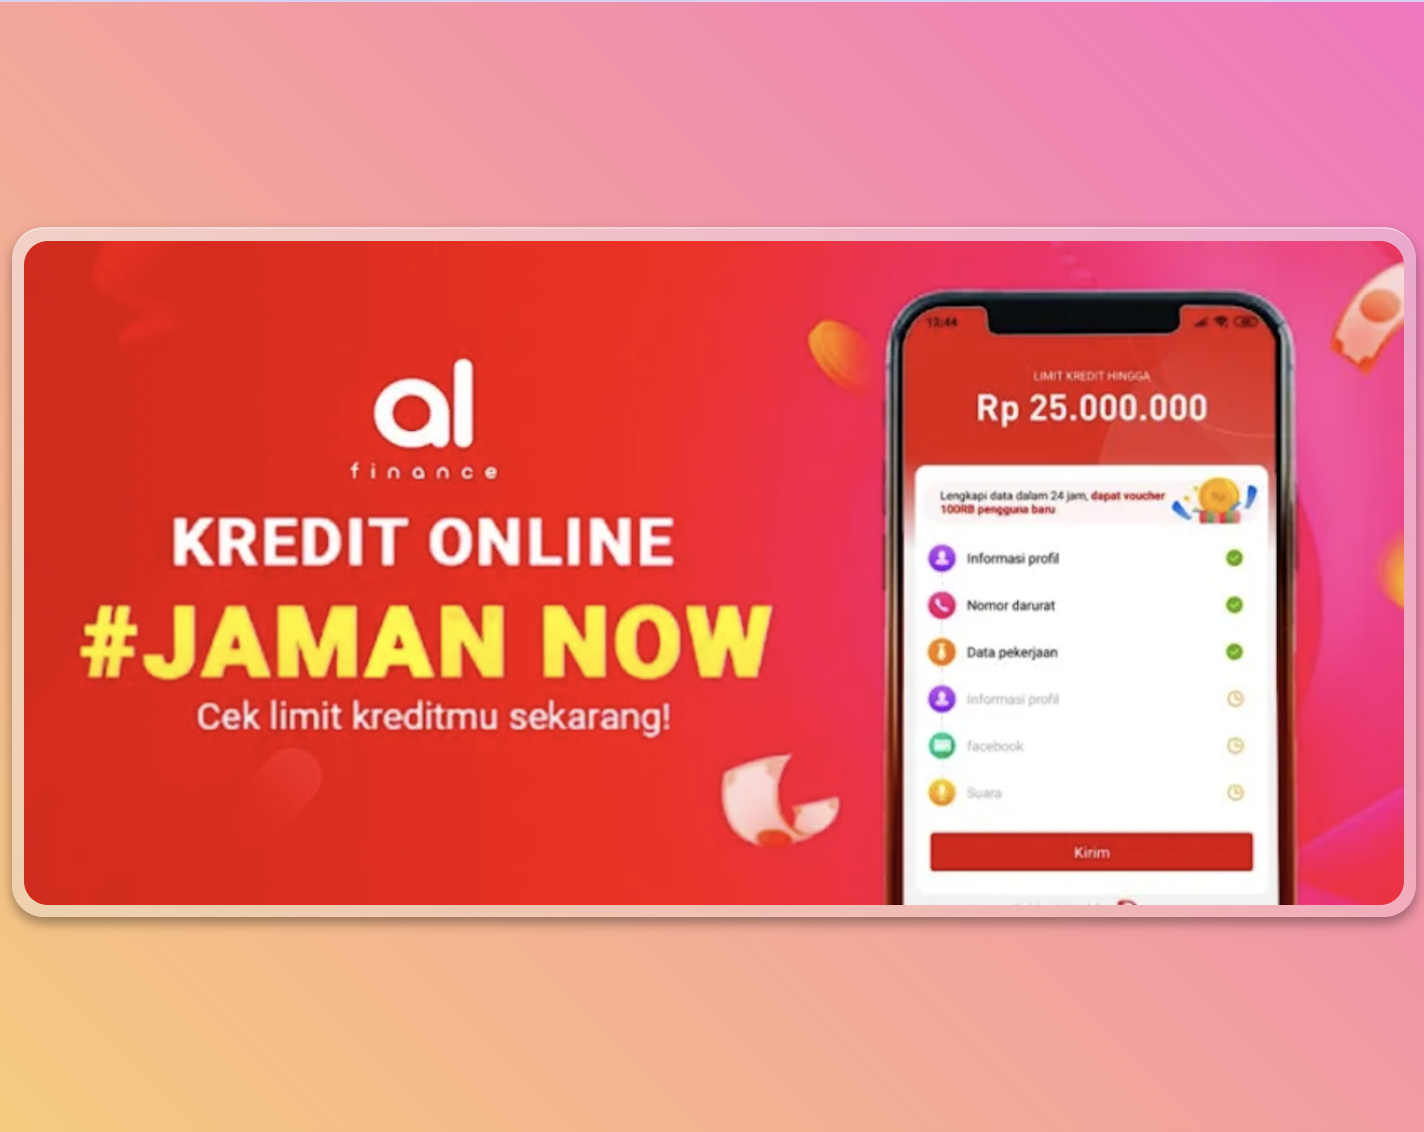 al
finance
KREDIT ONLINE
#JAMAN NOW
Cek limit kreditmu sekarang!
12:44
LIMIT KREDIT HINGGA
Rp 25.000.000
Lengkapi data dalam 24 jam, dapat voucher
100RB pengguna baru
Informasi profil
Nomor darurat
Data pekerjaan
Informasi profil
facebook
Suara
Kirim